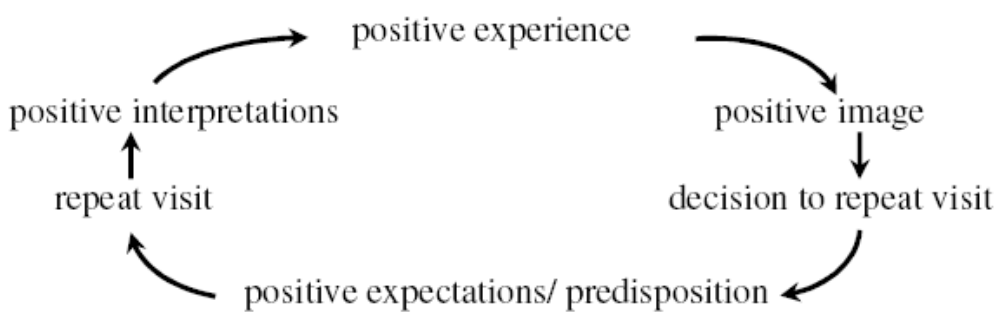 positive experience
positive interpretations
positive image
repeat visit
decision to repeat visit
positive expectations/ predisposition